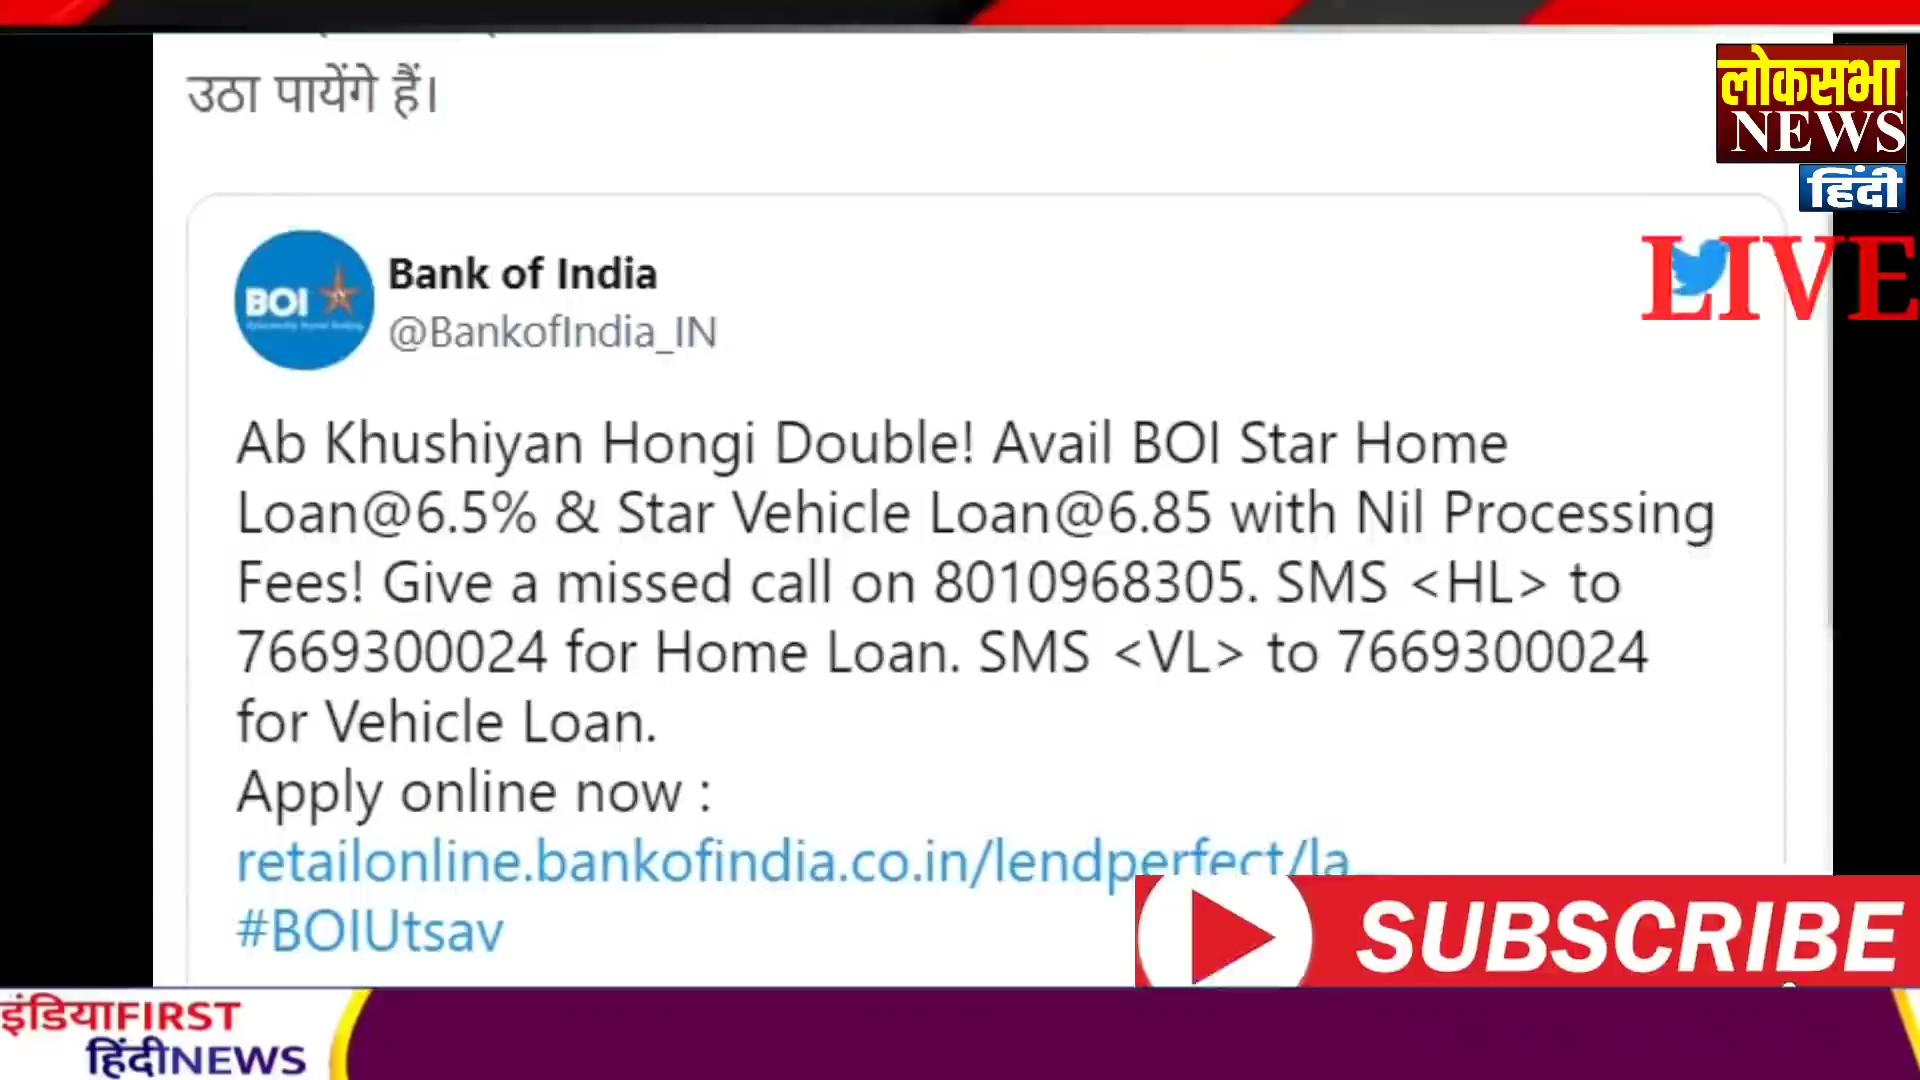 उठा पायेंगे हैं।
लोकसभा
NEWS
हिंदी
LIVE
BOI
Bank of India
@BankofIndia_IN
Ab Khushiyan Hongi Double! Avail BOI Star Home
Loan@6.5% & Star Vehicle Loan@6.85 with Nil Processing
Fees! Give a missed call on 8010968305. SMS <HL> to
7669300024 for Home Loan. SMS <VL> to 7669300024
for Vehicle Loan.
Apply online now :
retailonline.bankofindia.co.in/lendperfect/la
#BOIUtsav
SUBSCRIBE
इंडियाFIRST
हिंदीNEWS